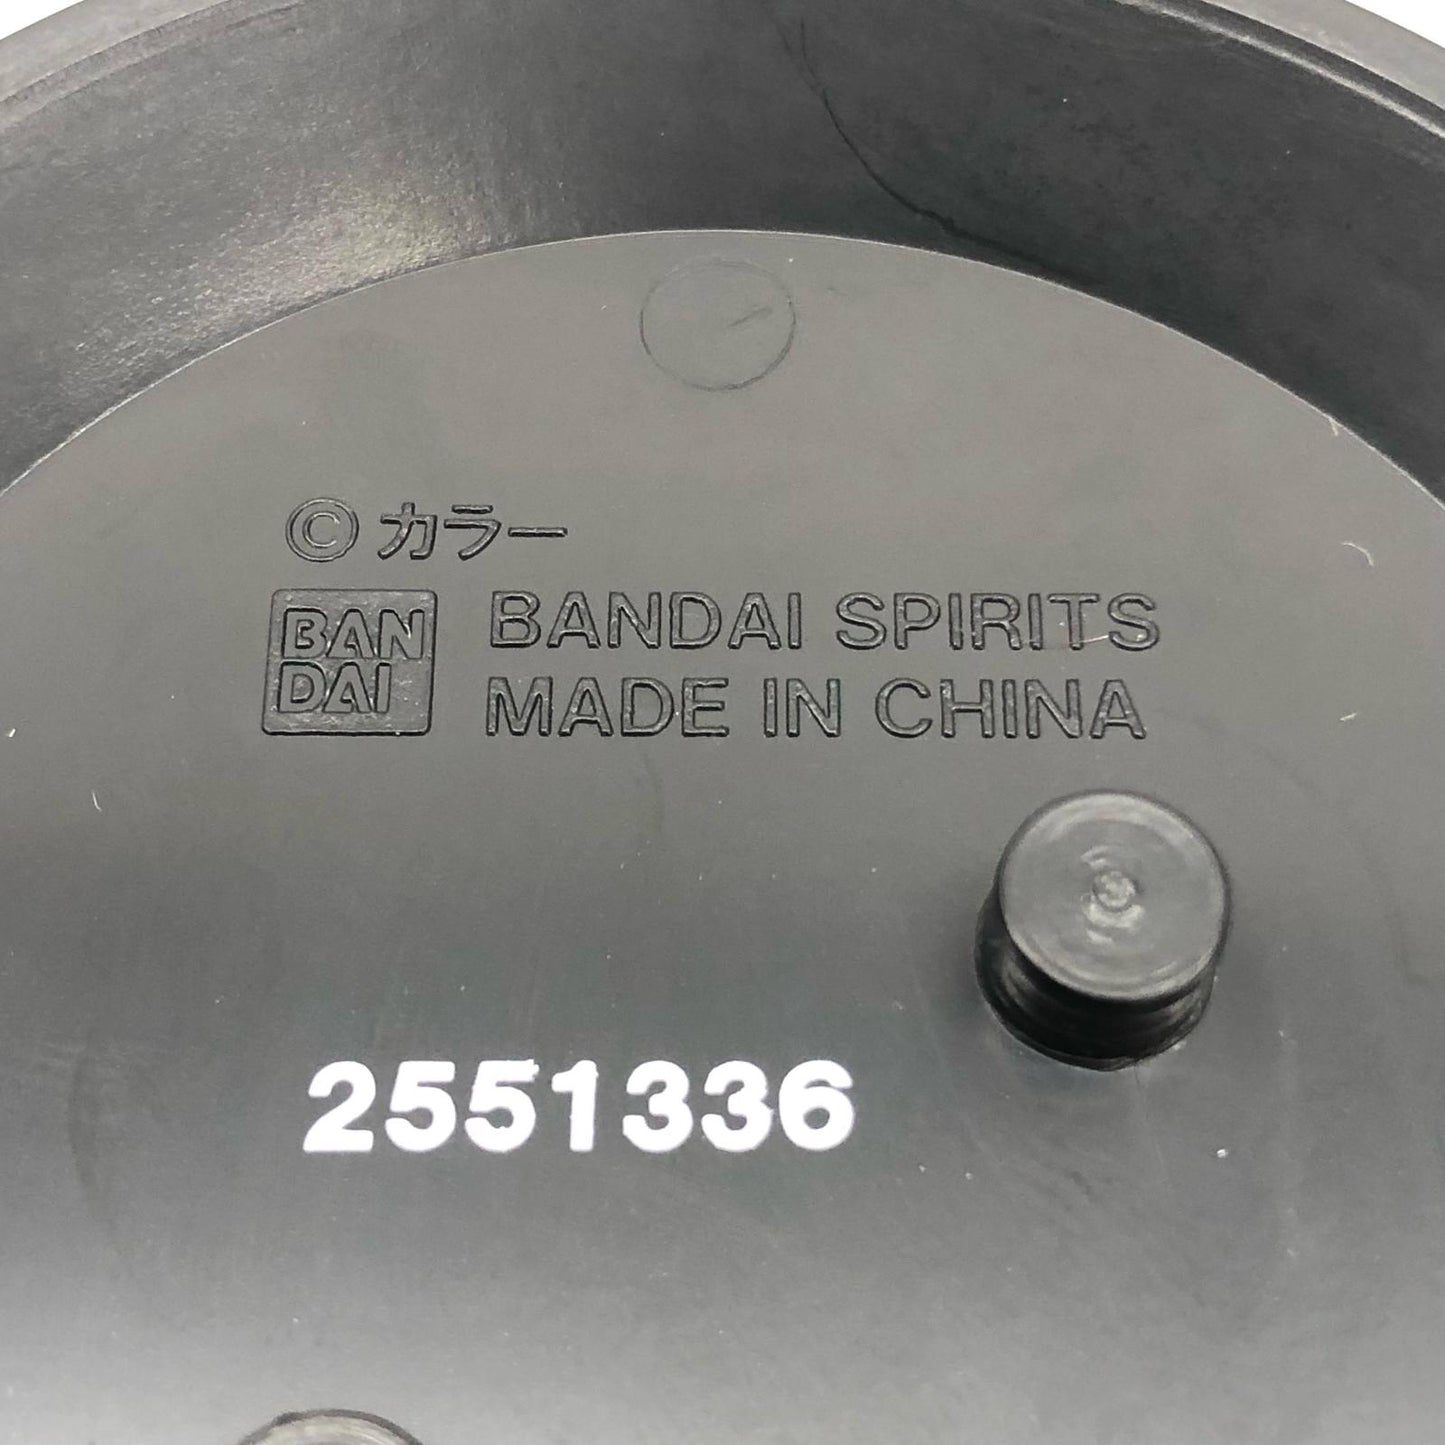 © カラー
BAN
DAI
BANDAI SPIRITS
MADE IN CHINA
2551336